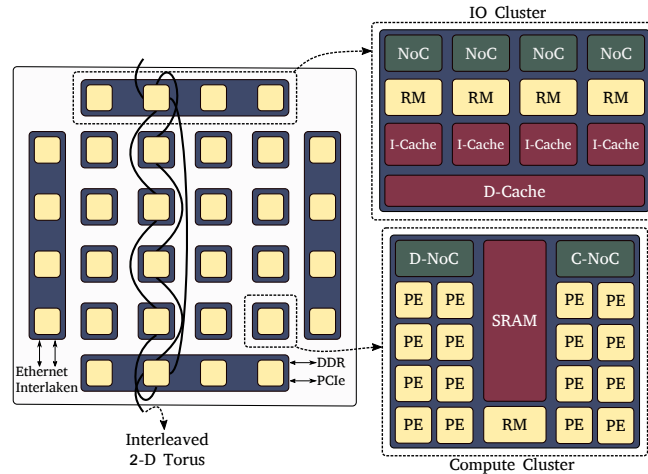 IO Cluster
NoC NoC NoC NoC
RM RM RM RM
I-Cache I-Cache I-Cache I-Cache
D-Cache
D-NoC SRAM C-NoC
PE PE PE PE
PE PE PE PE
PE PE PE PE
PE PE RM PE PE
Compute Cluster
Ethernet
Interlaken
DDR
PCIe
Interleaved
2-D Torus